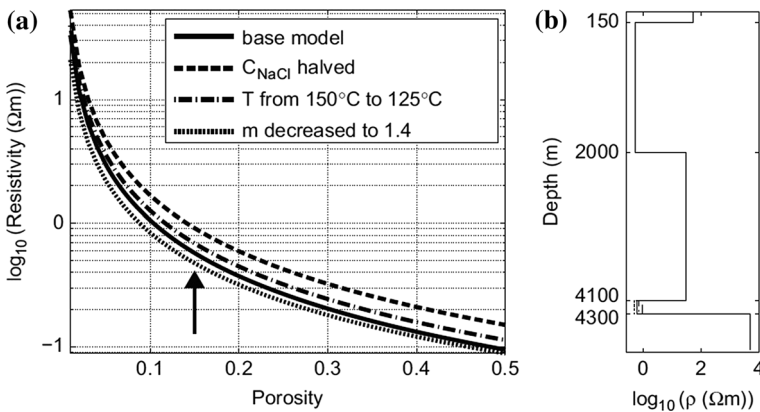 (a)
base model
C_NaCl halved
T from 150°C to 125°C
m decreased to 1.4
log₁₀ (Resistivity (Ωm))
1
0
−1
0.1 0.2 0.3 0.4 0.5
Porosity
(b)
Depth (m)
150
2000
4100
4300
0 2 4
log₁₀ (ρ (Ωm))